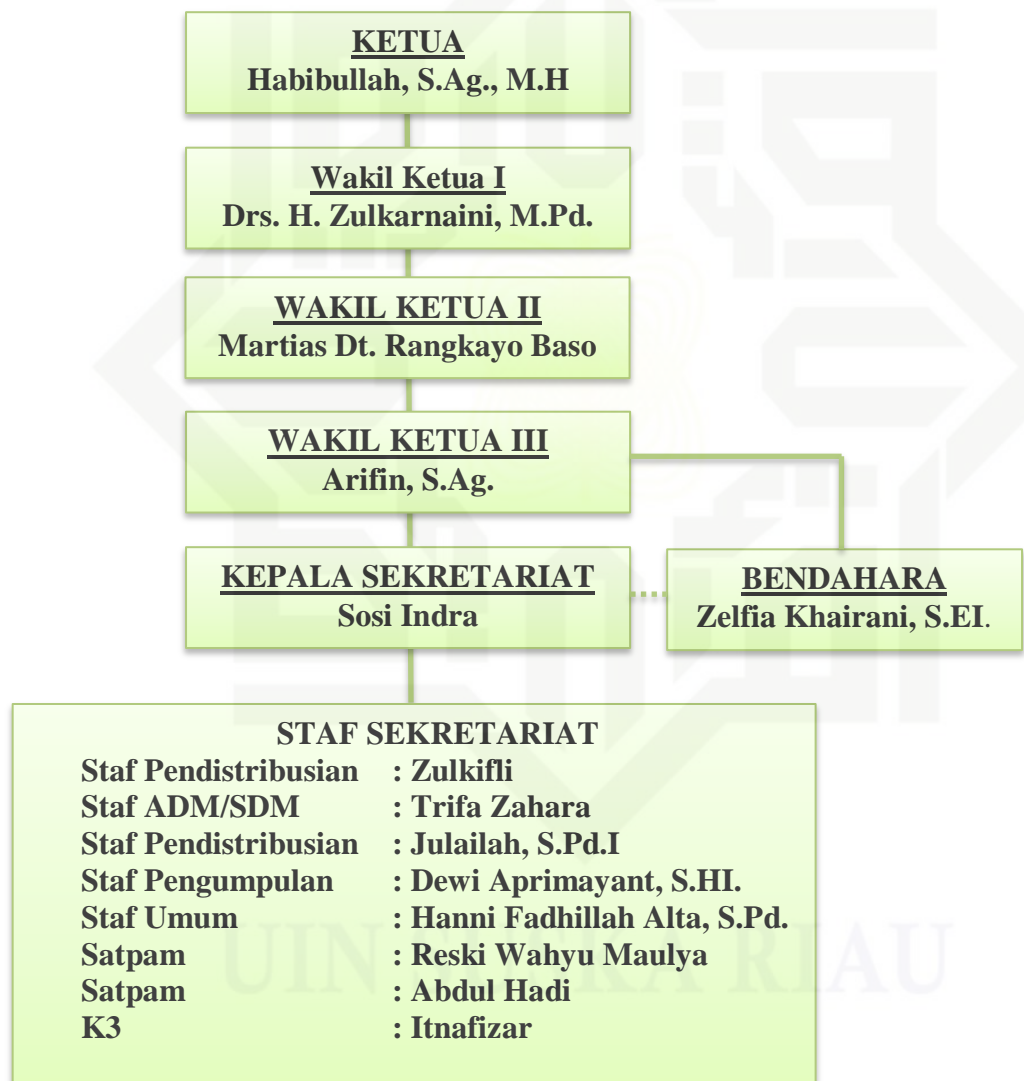 KETUA
Habibullah, S.Ag., M.H
Wakil Ketua I
Drs. H. Zulkarnaini, M.Pd.
WAKIL KETUA II
Martias Dt. Rangkayo Baso
WAKIL KETUA III
Arifin, S.Ag.
KEPALA SEKRETARIAT
Sosi Indra
BENDAHARA
Zelfia Khairani, S.EI.
STAF SEKRETARIAT
Staf Pendistribusian : Zulkifli
Staf ADM/SDM : Trifa Zahara
Staf Pendistribusian : Julailah, S.Pd.I
Staf Pengumpulan : Dewi Aprimayant, S.HI.
Staf Umum : Hanni Fadhillah Alta, S.Pd.
Satpam : Reski Wahyu Maulya
Satpam : Abdul Hadi
K3 : Itnafizar
UIN SUSKA RIAU